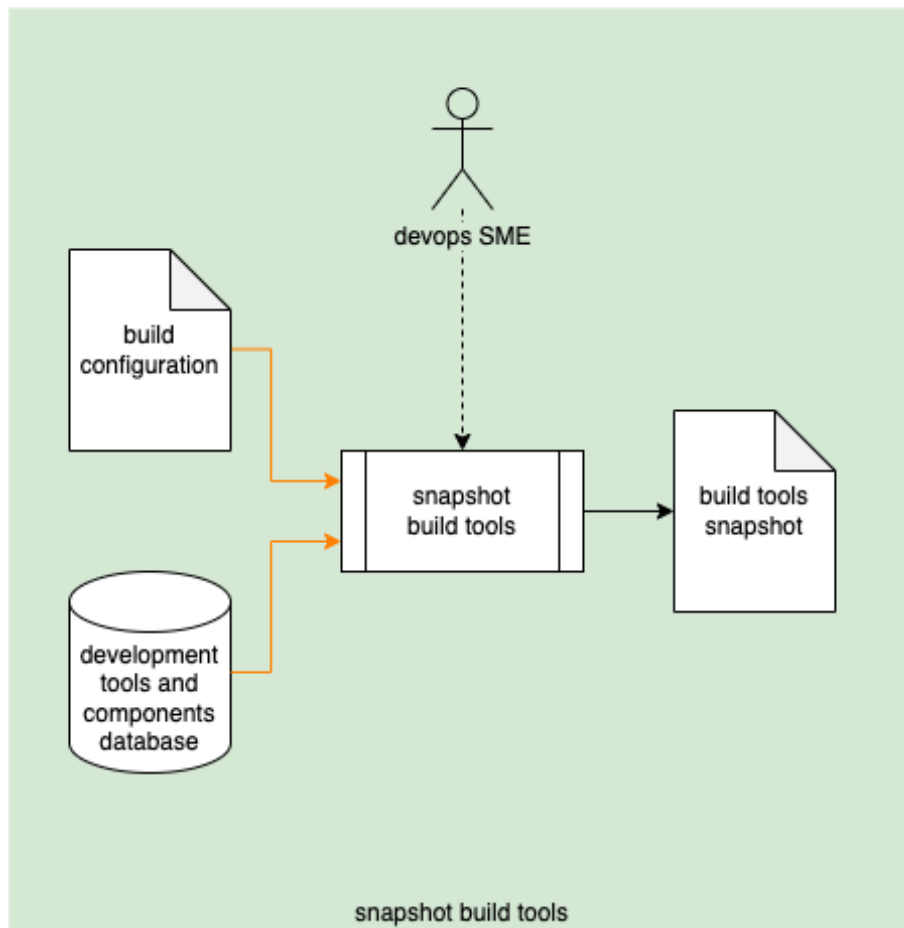 devops SME
build
configuration
snapshot
build tools
build tools
snapshot
development
tools and
components
database
snapshot build tools